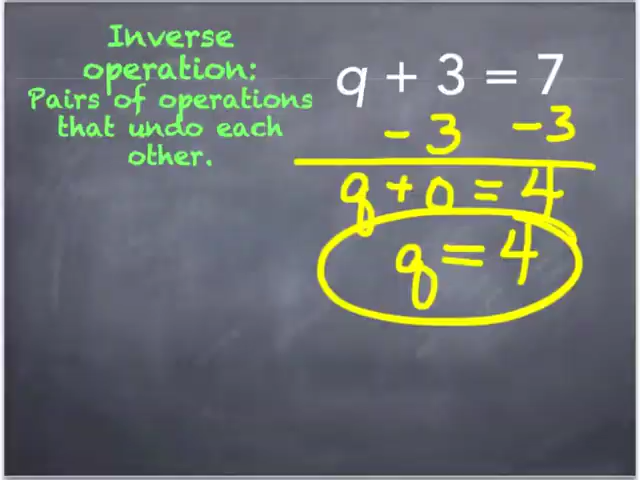 Inverse
operation:
Pairs of operations
that undo each
other.
q + 3 = 7
- 3 - 3
q + 0 = 4
q = 4